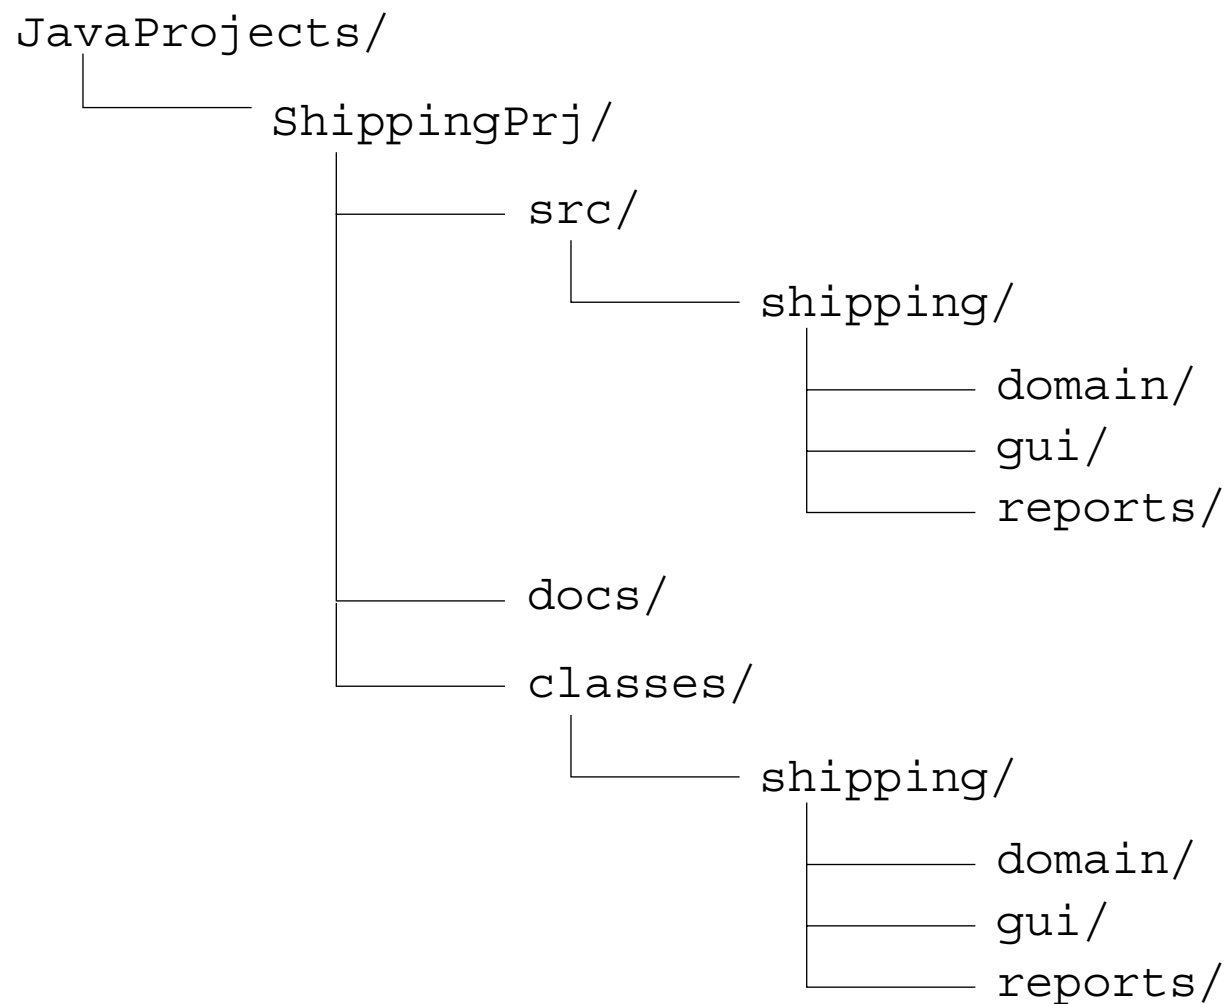 JavaProjects/
ShippingPrj/
src/
shipping/
domain/
gui/
reports/
docs/
classes/
shipping/
domain/
gui/
reports/